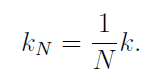 k_N = \frac{1}{N} k.